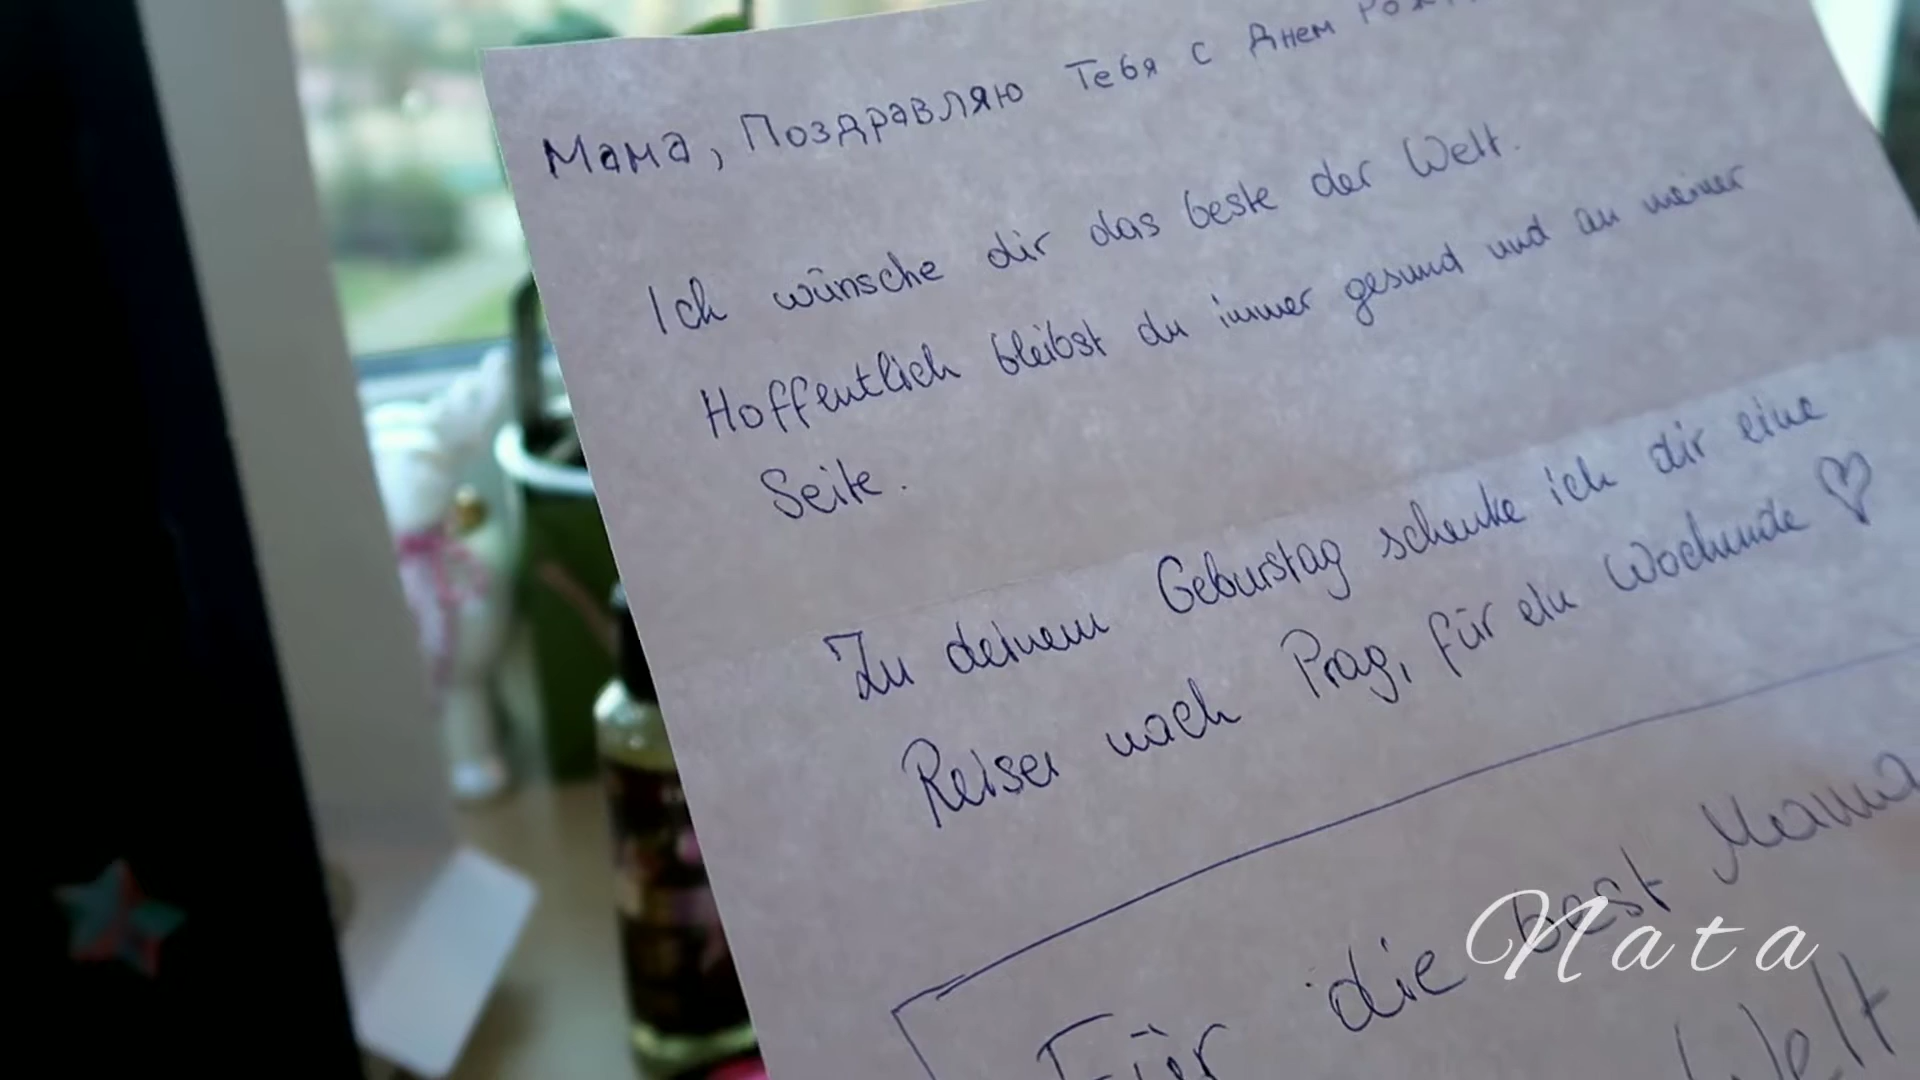 Мама, Поздравляю Тебя с Днем
Ich wünsche dir das beste der Welt.
Hoffentlich bleibst du immer gesund und an meiner
Seite.
Zu deinem Geburstag schenke ich dir eine
Reise nach Prag, für ein Wochende ♡
Für die best Mama
Welt
Nata